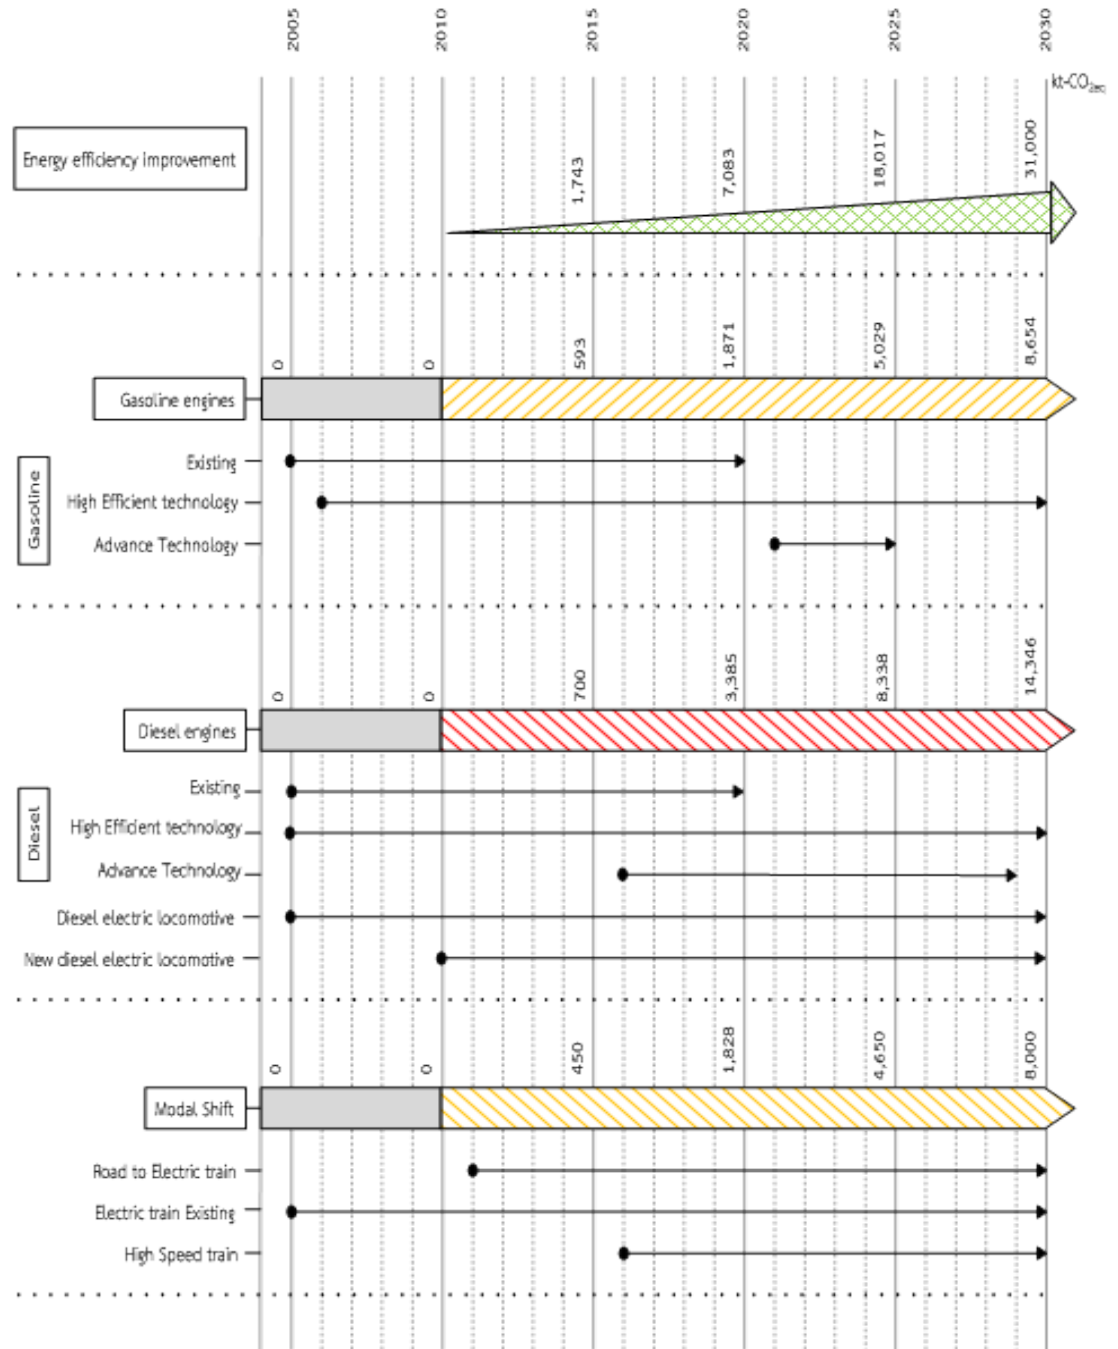 2005 2010 2015 2020 2025 2030
kt-CO2eq
Energy efficiency improvement
1,743 7,083 18,017 31,000
0 0 593 1,871 5,029 8,654
Gasoline engines
Gasoline
Existing
High Efficient technology
Advance Technology
0 0 700 3,385 8,338 14,346
Diesel engines
Diesel
Existing
High Efficient technology
Advance Technology
Diesel electric locomotive
New diesel electric locomotive
0 0 450 1,828 4,650 8,000
Modal Shift
Road to Electric train
Electric train Existing
High Speed train